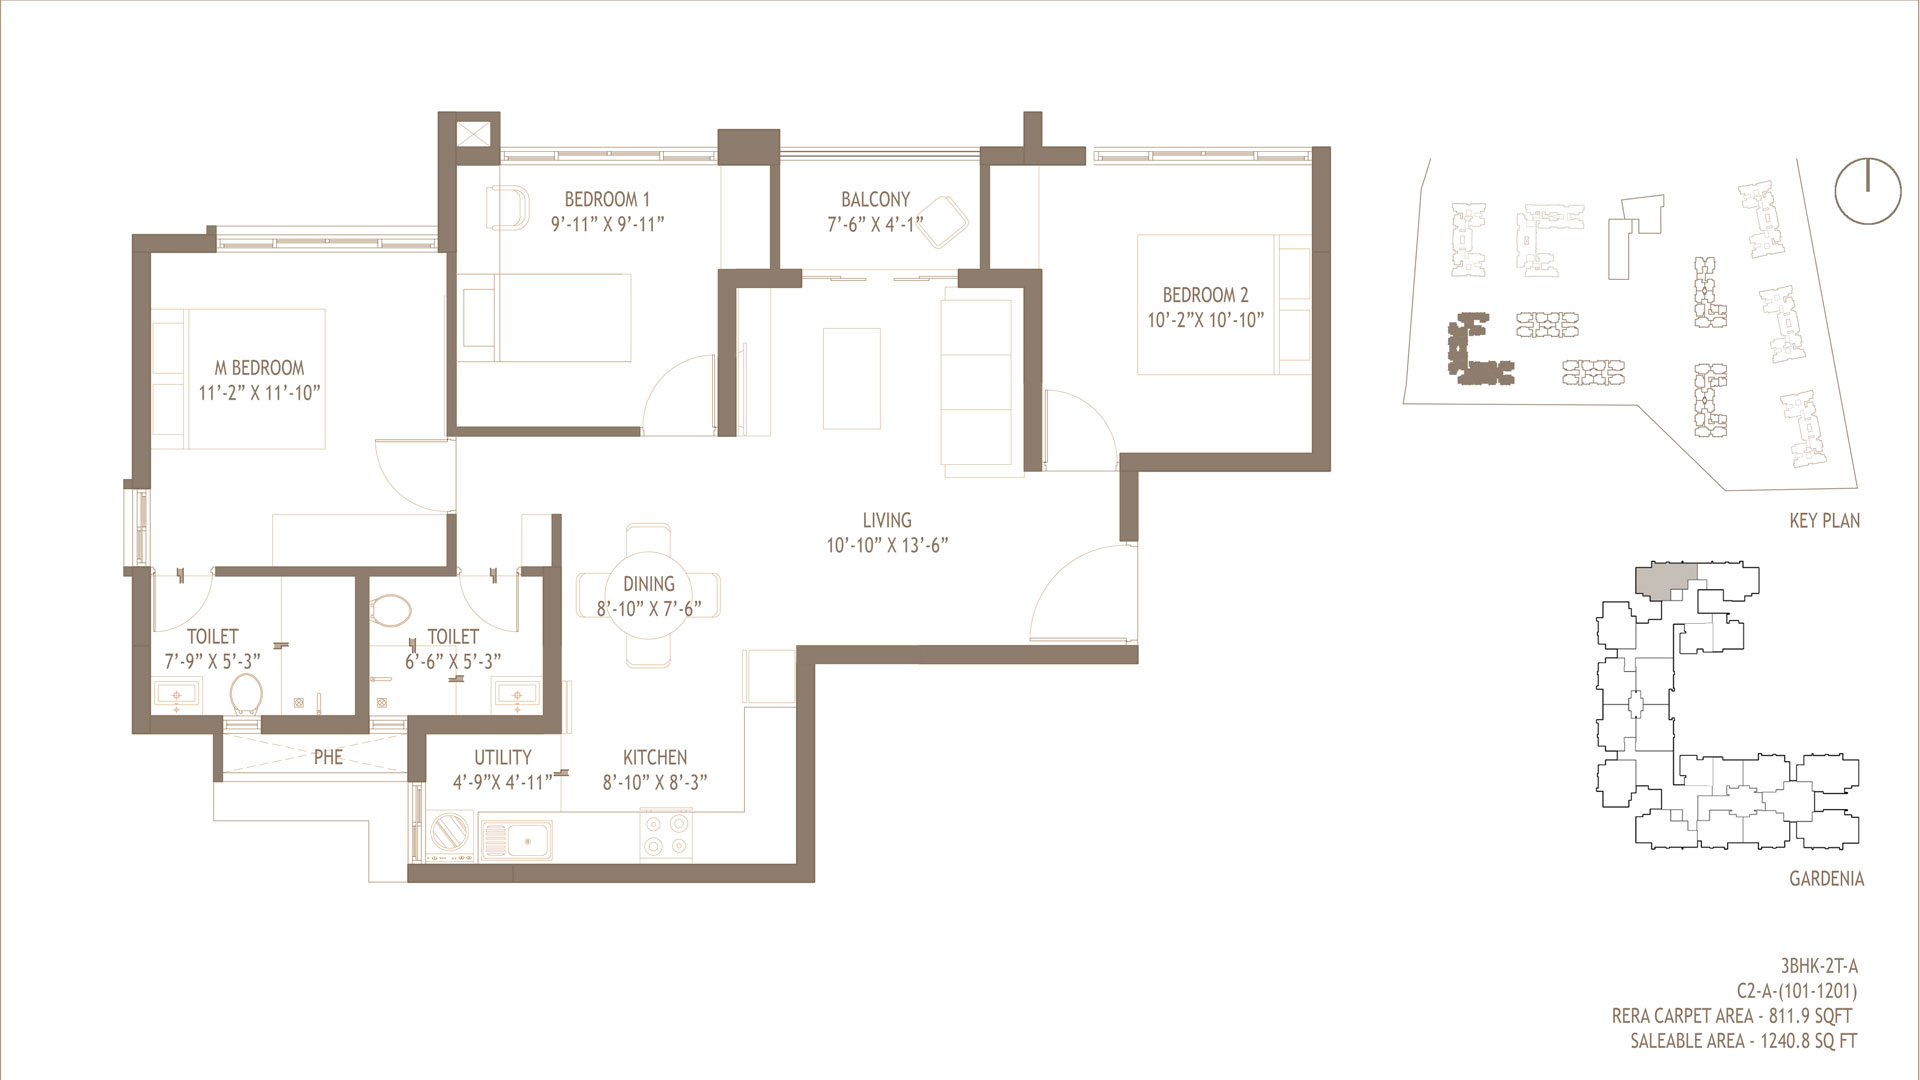 BEDROOM 1
9’-11” X 9’-11”
BALCONY
7’-6” X 4’-1”
BEDROOM 2
10’-2”X 10’-10”
M BEDROOM
11’-2” X 11’-10”
LIVING
10’-10” X 13’-6”
DINING
8’-10” X 7’-6”
TOILET
7’-9” X 5’-3”
TOILET
6’-6” X 5’-3”
PHE
UTILITY
4’-9”X 4’-11”
KITCHEN
8’-10” X 8’-3”
KEY PLAN
GARDENIA
3BHK-2T-A
C2-A-(101-1201)
RERA CARPET AREA - 811.9 SQFT
SALEABLE AREA - 1240.8 SQ FT